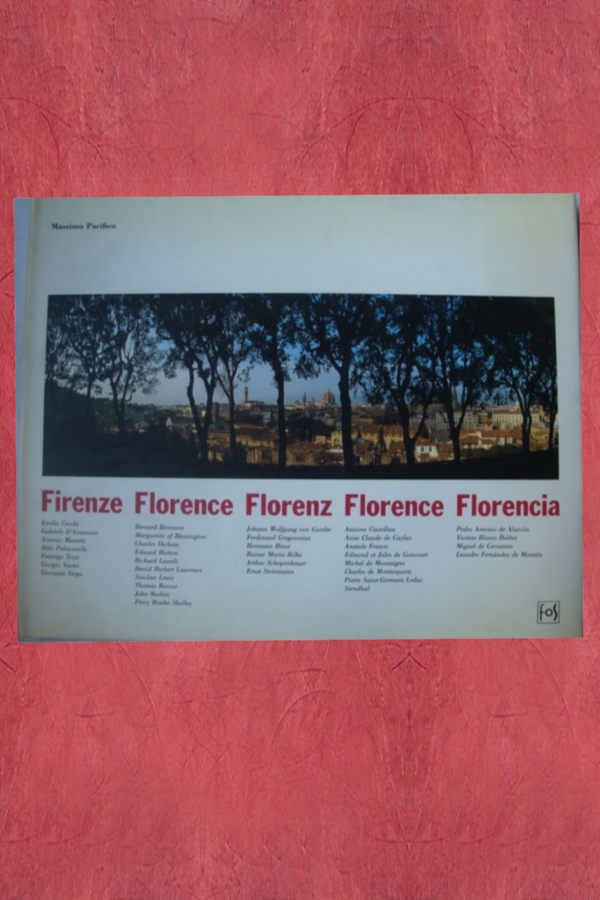 Massimo Pacifico
Firenze Florence Florenz Florence Florencia
Emilio Cecchi
Gabriele D'Annunzio
Antonio
Aldo Palazzeschi
Federigo Tozzi
Giorgio Vasari
Giovanni Verga
Bernard Berenson
Marguerite of Blessington
Charles Dickens
Edward Hutton
Richard Lassels
David Herbert Lawrence
Sinclair Lewis
Thomas Roscoe
John Ruskin
Percy Bysshe Shelley
Johann Wolfgang von Goethe
Ferdinand Gregorovius
Hermann Hesse
Rainer Maria Rilke
Arthur Schopenhauer
Ernst Steinmann
Antoine Castellan
Anne Claude de Caylus
Anatole France
Edmond et Jules de Goncourt
Michel de Montaigne
Charles de Montesquieu
Pierre Saint-Germain Leduc
Stendhal
Pedro Antonio de Alarcón
Vicente Blasco Ibáñez
Miguel de Cervantes
Leandro Fernández de Moratín
fos